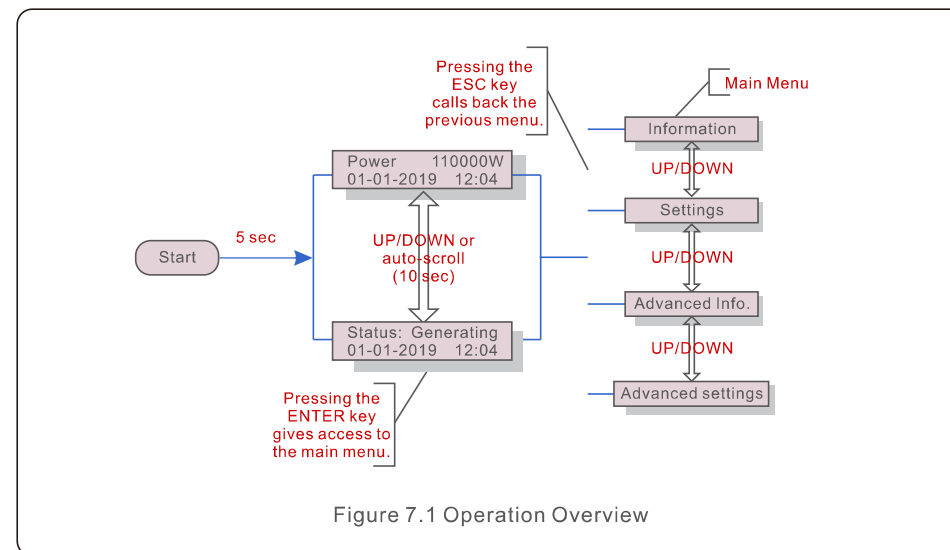 Pressing the
ESC key
calls back the
previous menu.
Main Menu
Information
UP/DOWN
Settings
UP/DOWN
Advanced Info.
UP/DOWN
Advanced settings
Start
5 sec
Power 110000W
01-01-2019 12:04
UP/DOWN or
auto-scroll
(10 sec)
Status: Generating
01-01-2019 12:04
Pressing the
ENTER key
gives access to
the main menu.
Figure 7.1 Operation Overview